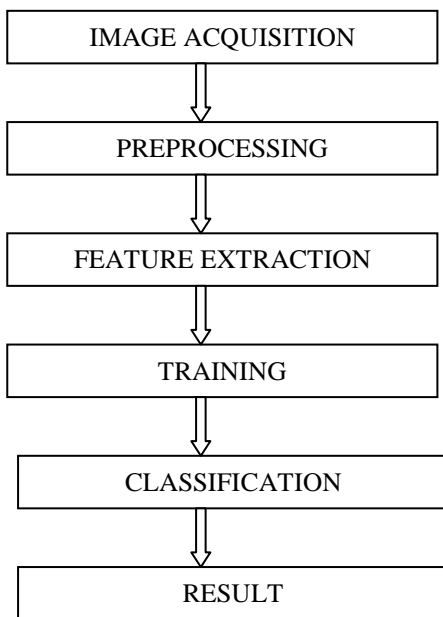 IMAGE ACQUISITION
PREPROCESSING
FEATURE EXTRACTION
TRAINING
CLASSIFICATION
RESULT